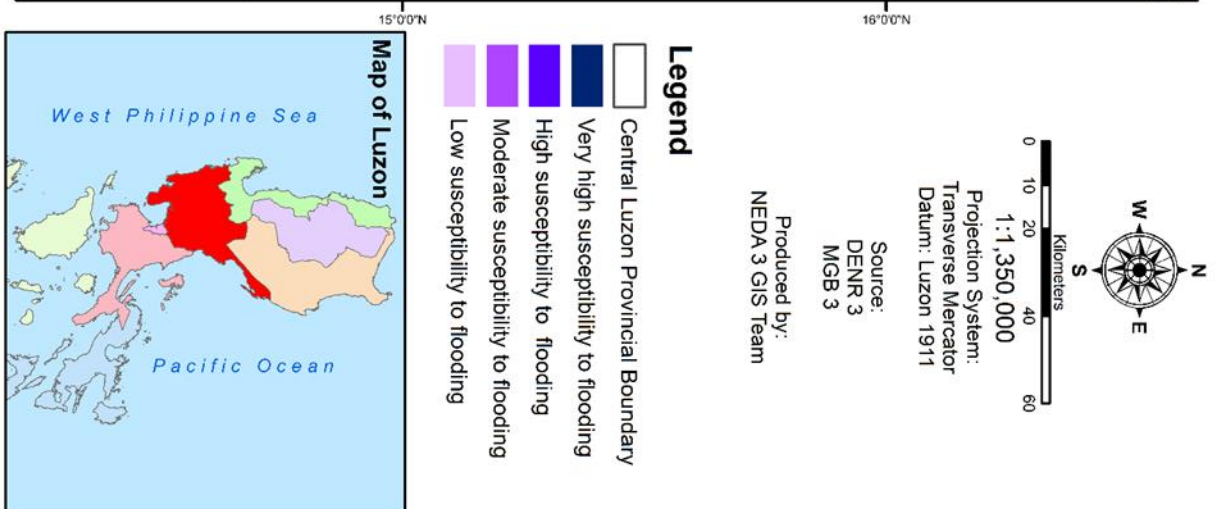 N
W
E
S
Kilometers
0 10 20 40 60
1:1,350,000
Projection System:
Transverse Mercator
Datum: Luzon 1911
Source:
DENR 3
MGB 3
Produced by:
NEDA 3 GIS Team
Legend
Central Luzon Provincial Boundary
Very high susceptibility to flooding
High susceptibility to flooding
Moderate susceptibility to flooding
Low susceptibility to flooding
Map of Luzon
West Philippine Sea
Pacific Ocean
15°0'0"N
16°0'0"N